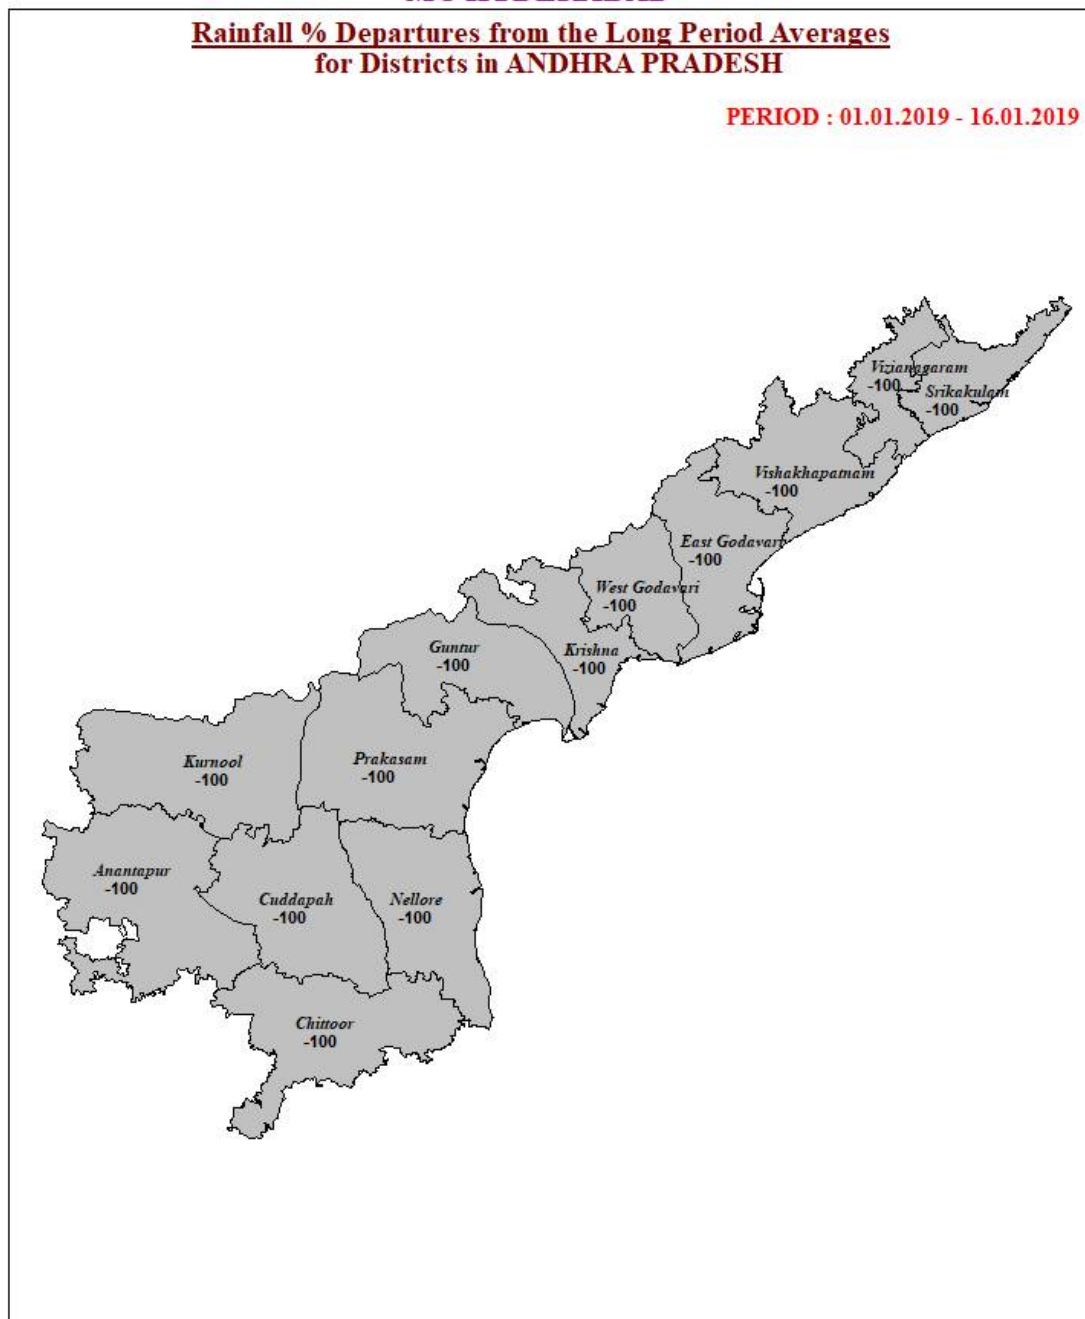 Rainfall % Departures from the Long Period Averages
for Districts in ANDHRA PRADESH
PERIOD : 01.01.2019 - 16.01.2019
Vizianagaram
-100
Srikakulam
-100
Vishakhapatnam
-100
East Godavari
-100
West Godavari
-100
Krishna
-100
Guntur
-100
Prakasam
-100
Kurnool
-100
Anantapur
-100
Cuddapah
-100
Nellore
-100
Chittoor
-100